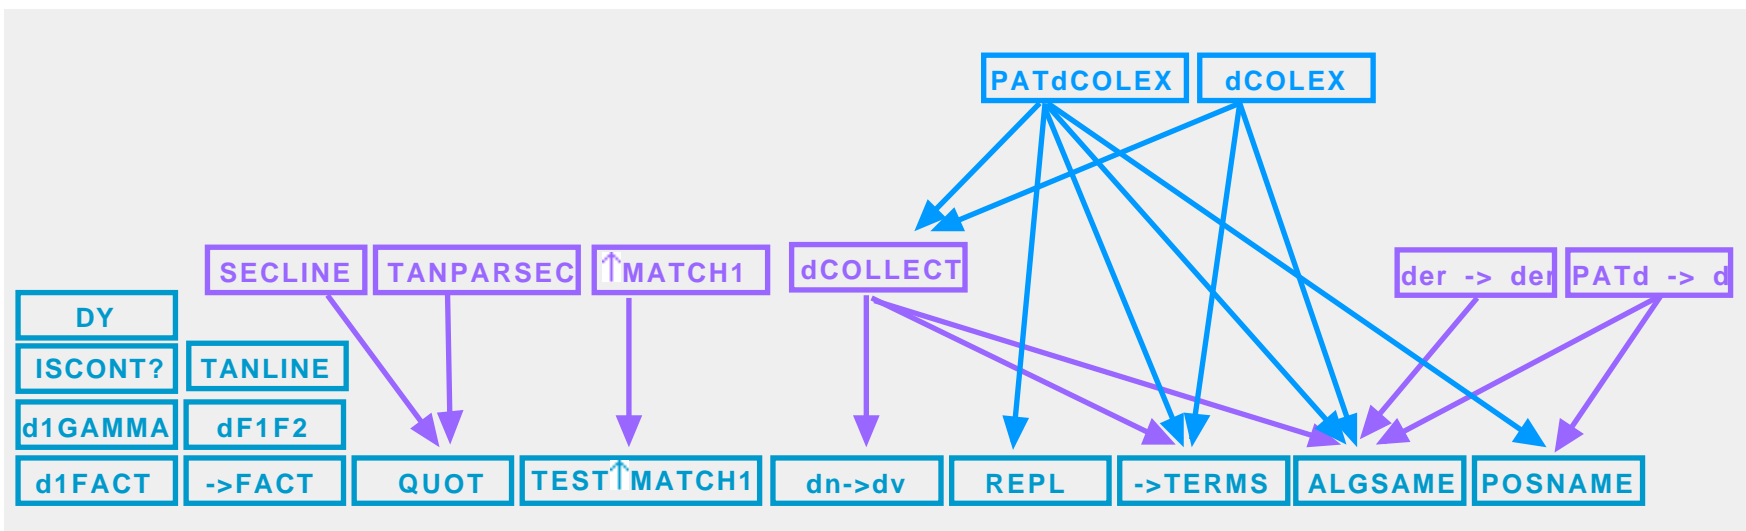 PATdCOLEX
dCOLEX
SECLINE
TANPARSEC
↑MATCH1
dCOLLECT
der -> der
PATd -> d
DY
ISCONT?
TANLINE
d1GAMMA
dF1F2
d1FACT
->FACT
QUOT
TEST↑MATCH1
dn->dv
REPL
->TERMS
ALGSAME
POSNAME